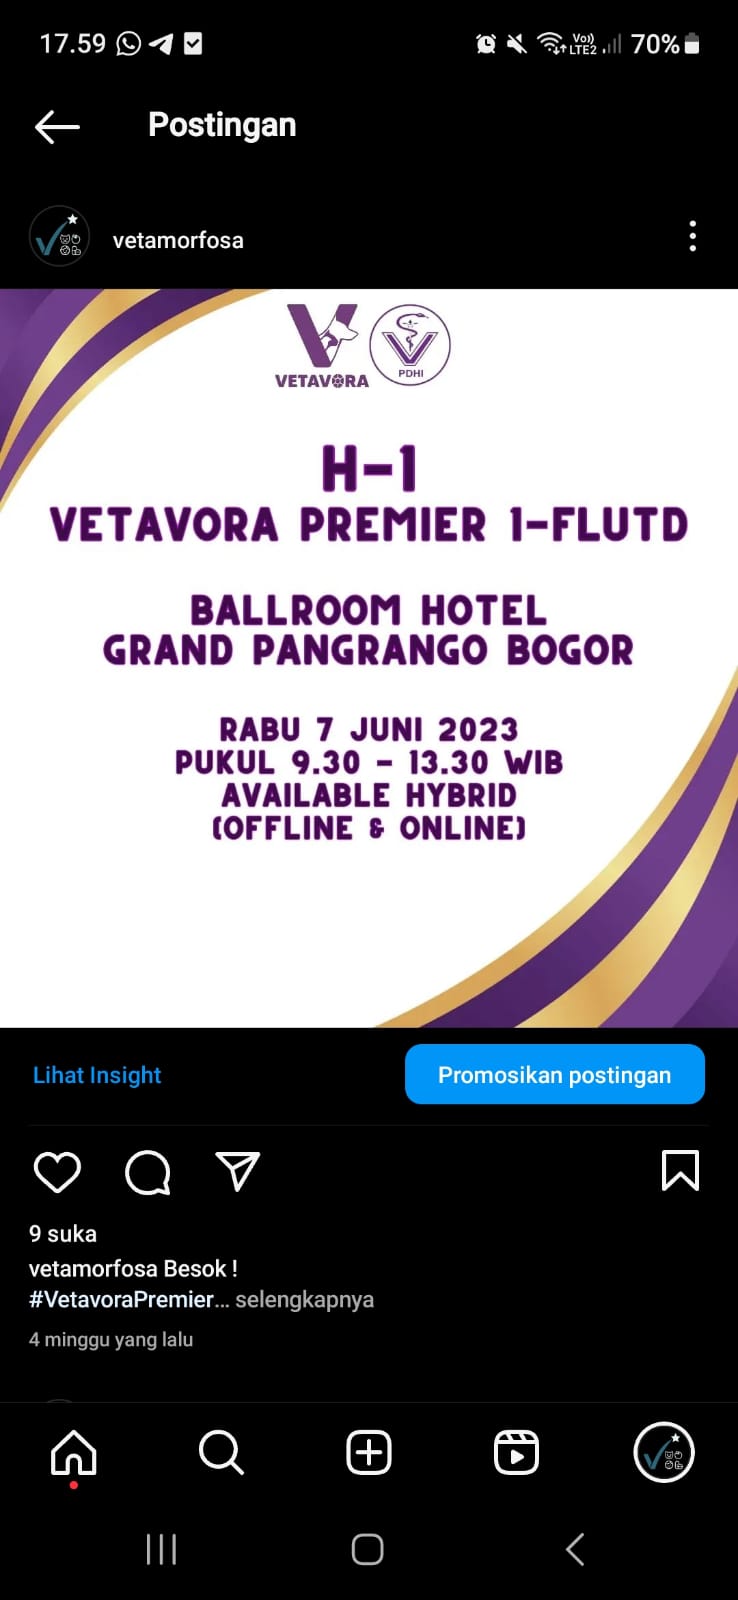 17.59
Vo)) LTE2 70%
Postingan
vetamorfosa
VETAVORA
PDHI
H-1
VETAVORA PREMIER 1-FLUTD
BALLROOM HOTEL
GRAND PANGRANGO BOGOR
RABU 7 JUNI 2023
PUKUL 9.30 - 13.30 WIB
AVAILABLE HYBRID
(OFFLINE & ONLINE)
Lihat Insight
Promosikan postingan
9 suka
vetamorfosa Besok !
#VetavoraPremier... selengkapnya
4 minggu yang lalu